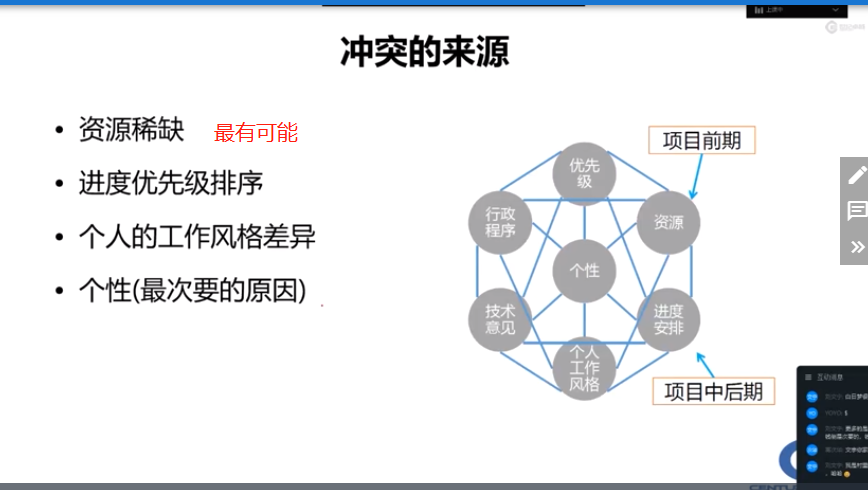 冲突的来源
• 资源稀缺 最有可能
• 进度优先级排序
• 个人的工作风格差异
• 个性(最次要的原因)
项目前期
优先
级
行政
程序
资源
个性
技术
意见
进度
安排
个人
工作
风格
项目中后期
互动消息